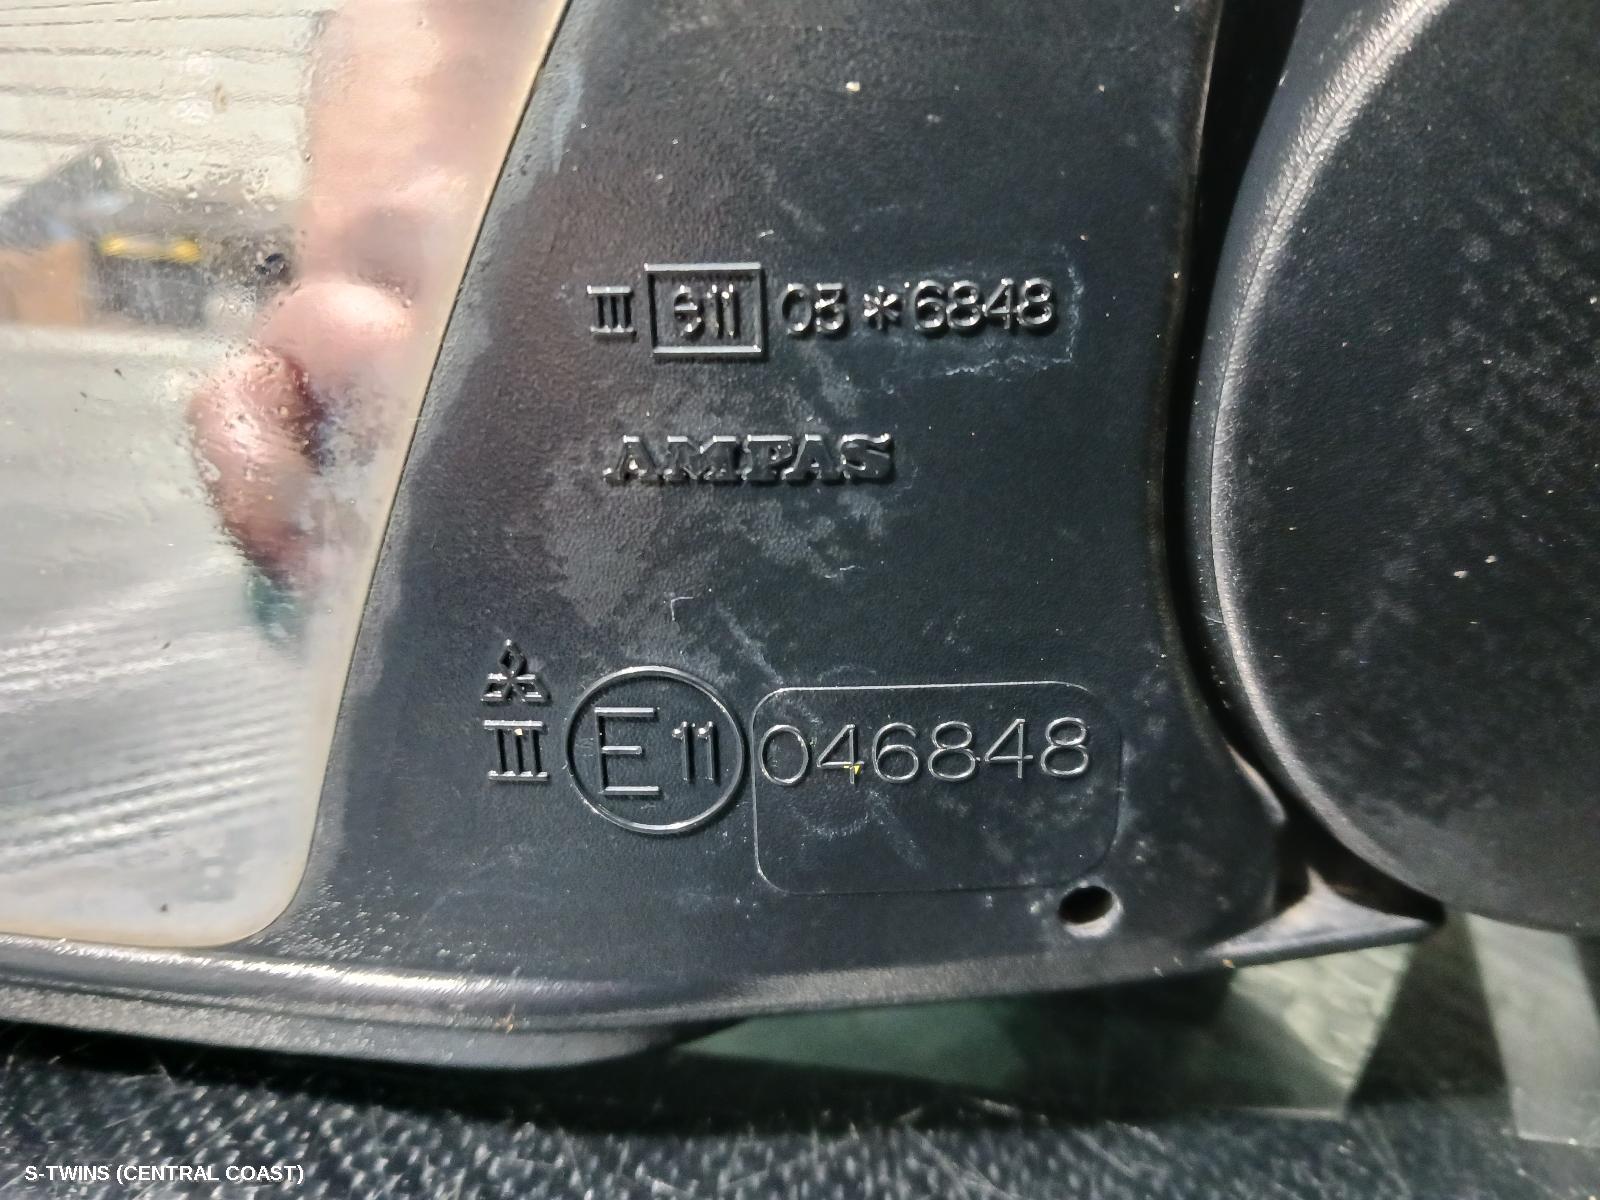 III e11 03*6848
AMPAS
III E11 046848
S-TWINS (CENTRAL COAST)